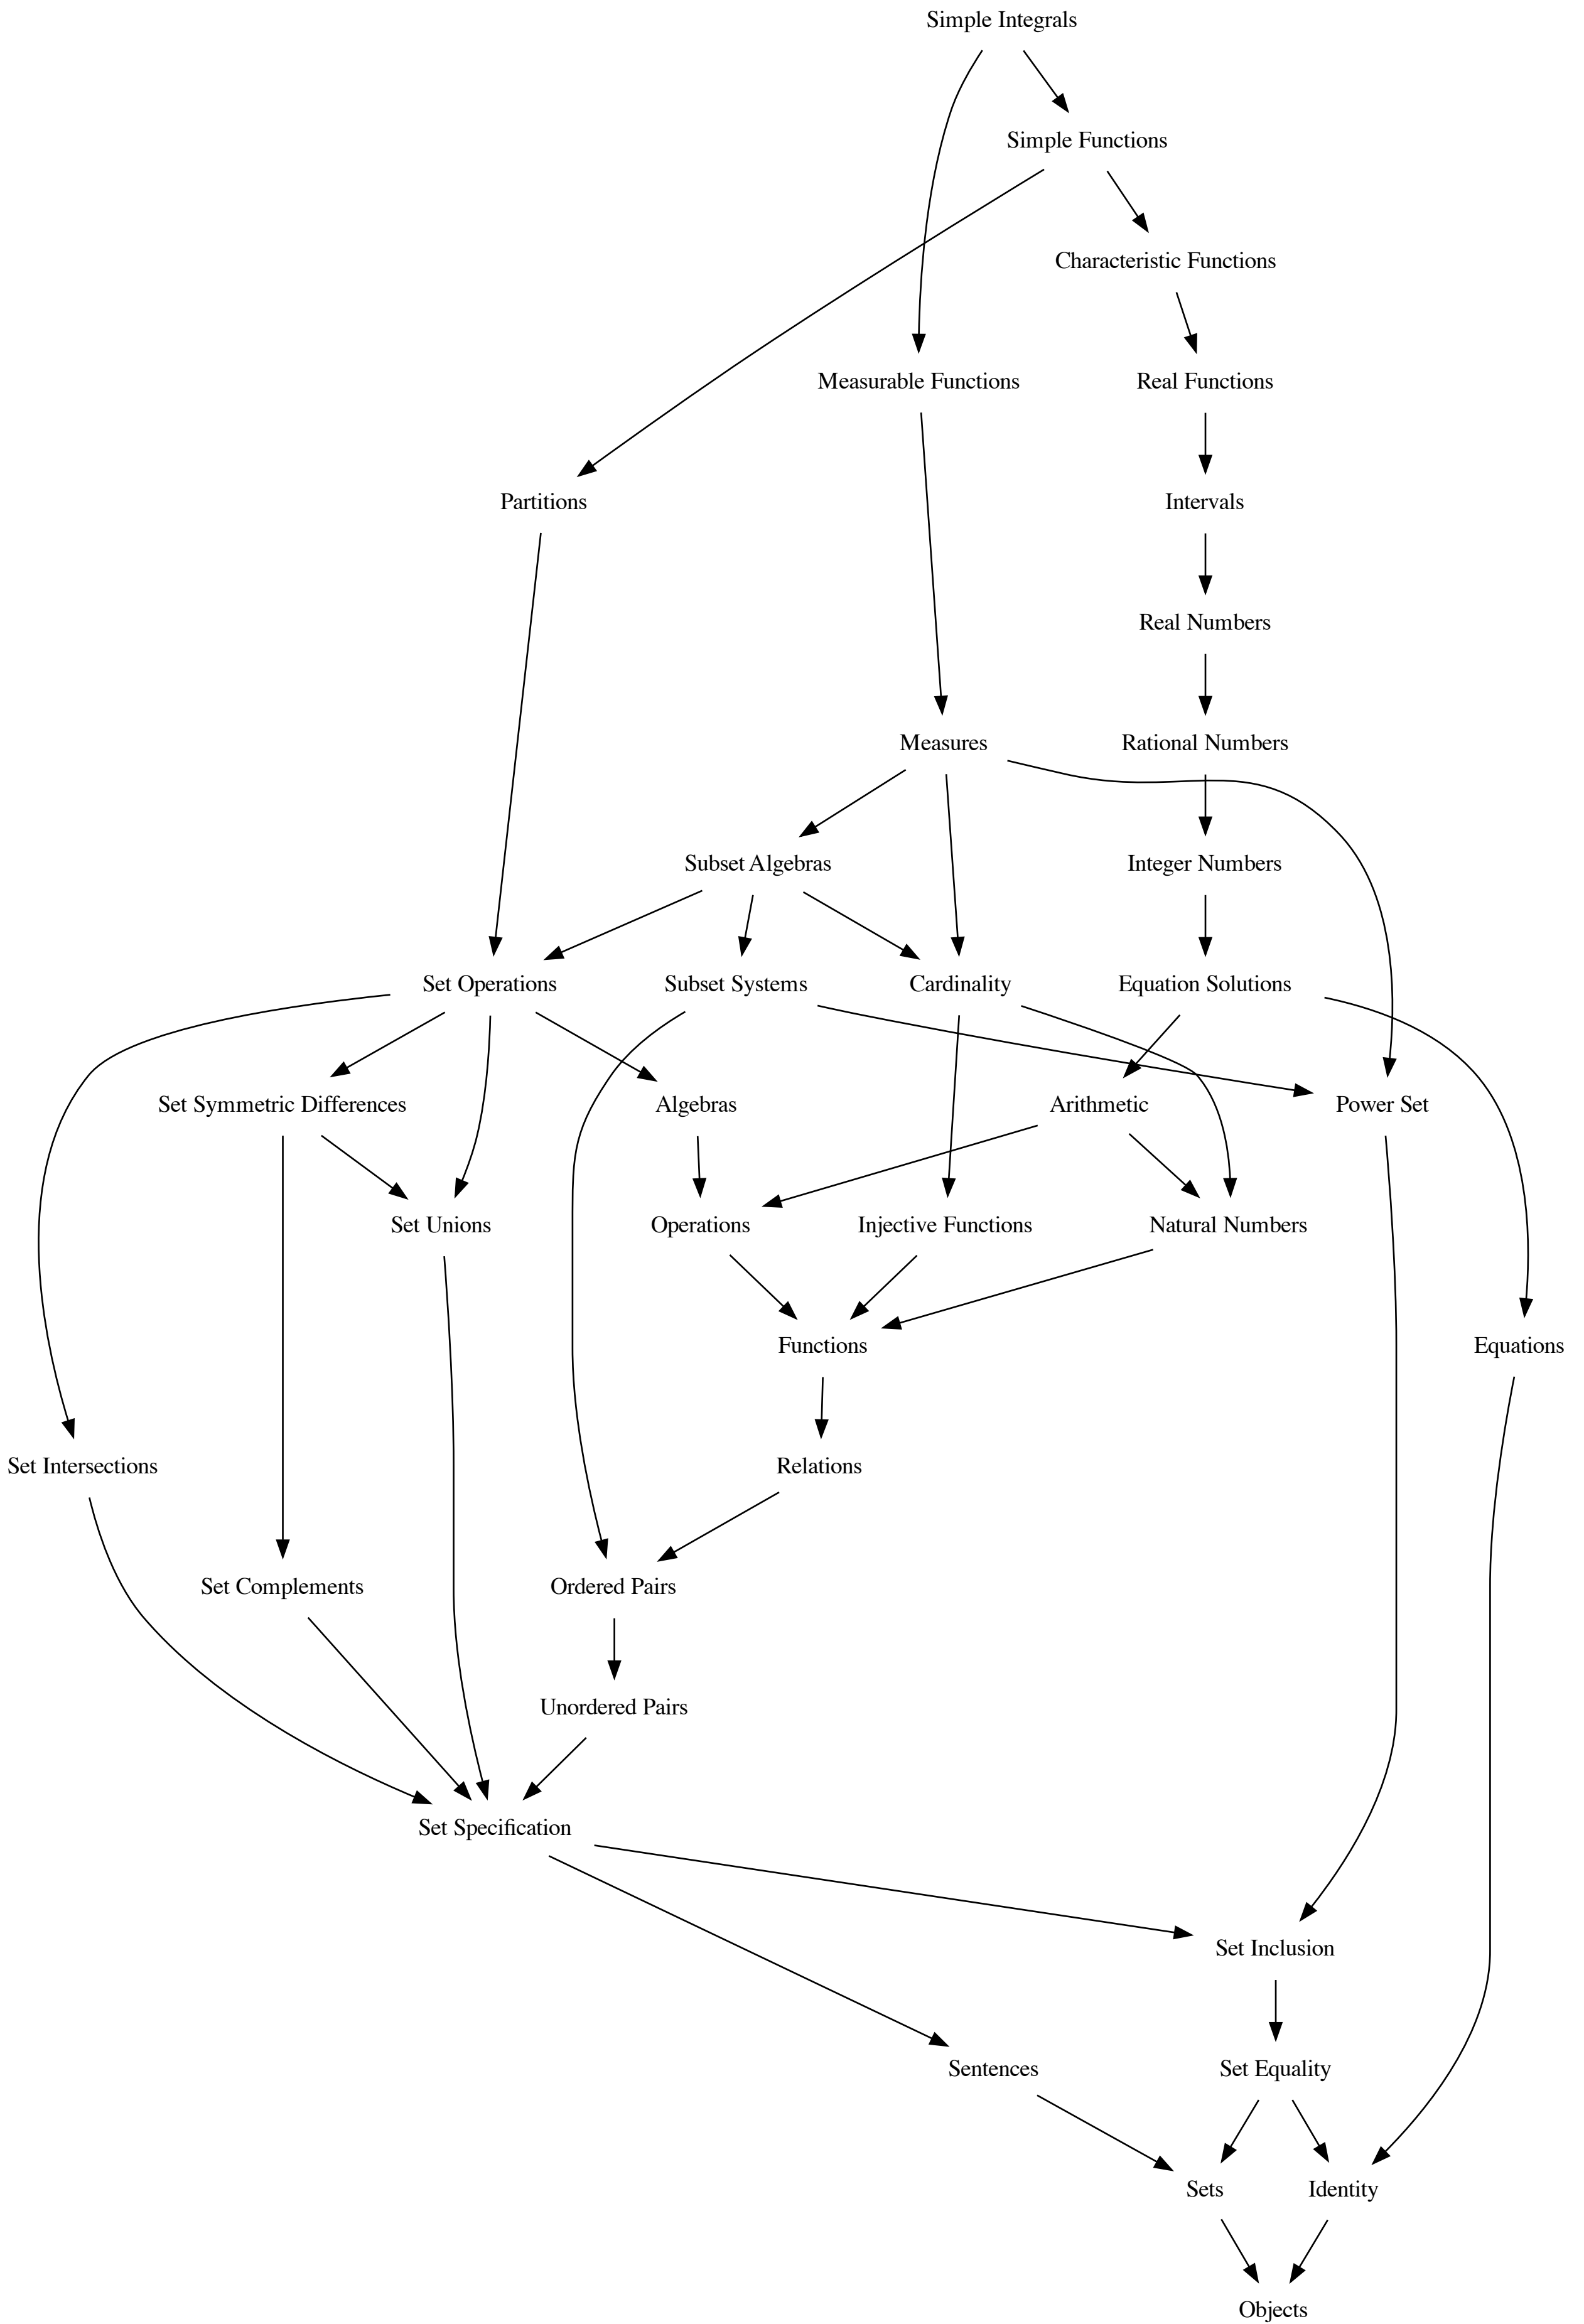 Simple Integrals
Simple Functions
Characteristic Functions
Measurable Functions
Real Functions
Partitions
Intervals
Real Numbers
Measures
Rational Numbers
Subset Algebras
Integer Numbers
Set Operations
Subset Systems
Cardinality
Equation Solutions
Set Symmetric Differences
Algebras
Arithmetic
Power Set
Set Unions
Operations
Injective Functions
Natural Numbers
Functions
Equations
Set Intersections
Relations
Set Complements
Ordered Pairs
Unordered Pairs
Set Specification
Set Inclusion
Sentences
Set Equality
Sets
Identity
Objects